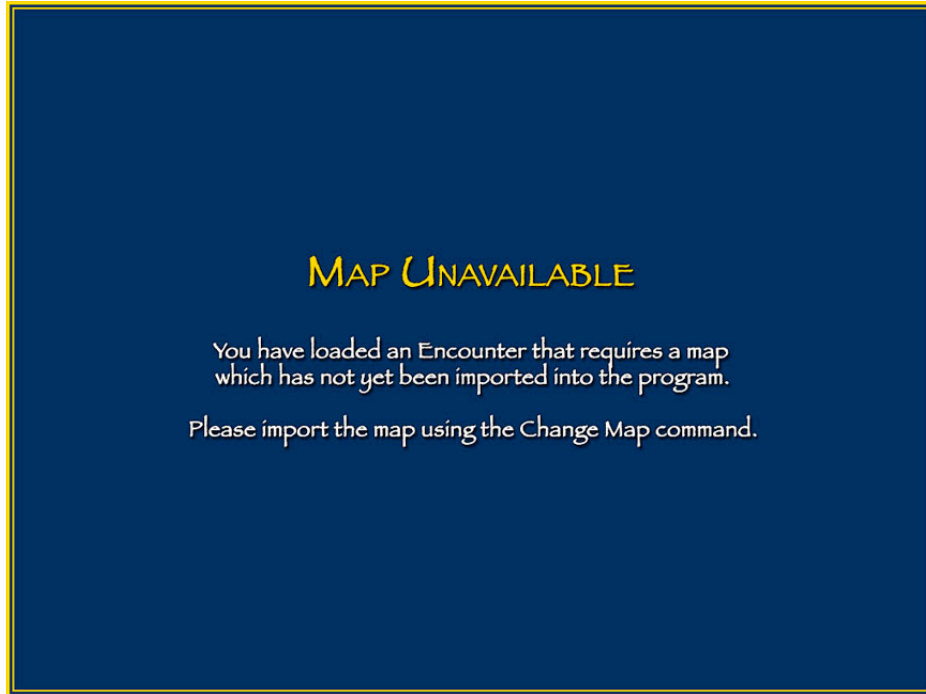 Map Unavailable
You have loaded an Encounter that requires a map
which has not yet been imported into the program.
Please import the map using the Change Map command.